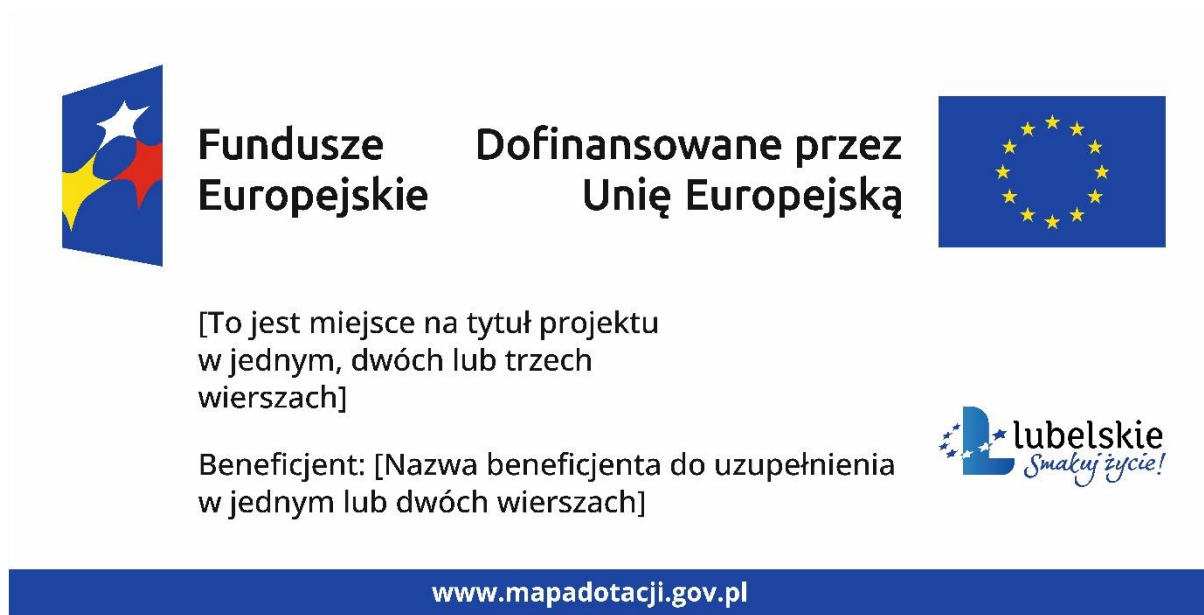 Fundusze
Europejskie
Dofinansowane przez
Unię Europejską
[To jest miejsce na tytuł projektu
w jednym, dwóch lub trzech
wierszach]
Beneficjent: [Nazwa beneficjenta do uzupełnienia
w jednym lub dwóch wierszach]
lubelskie
Smakuj życie!
www.mapadotacji.gov.pl